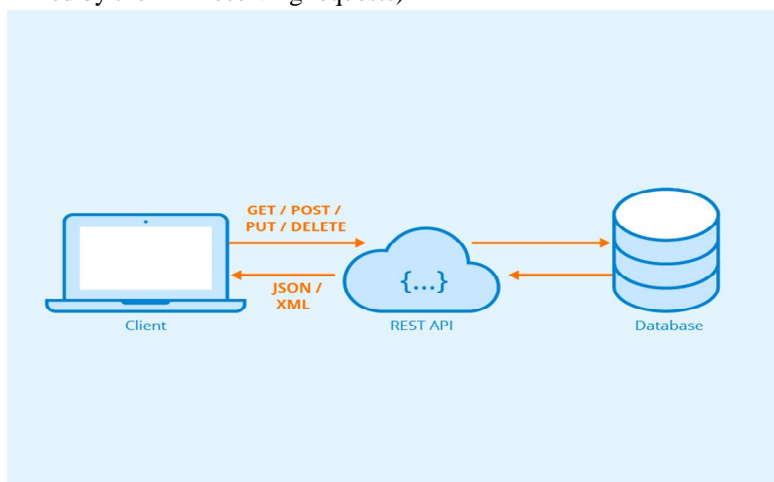 GET / POST /
PUT / DELETE
JSON /
XML
{...}
Client
REST API
Database